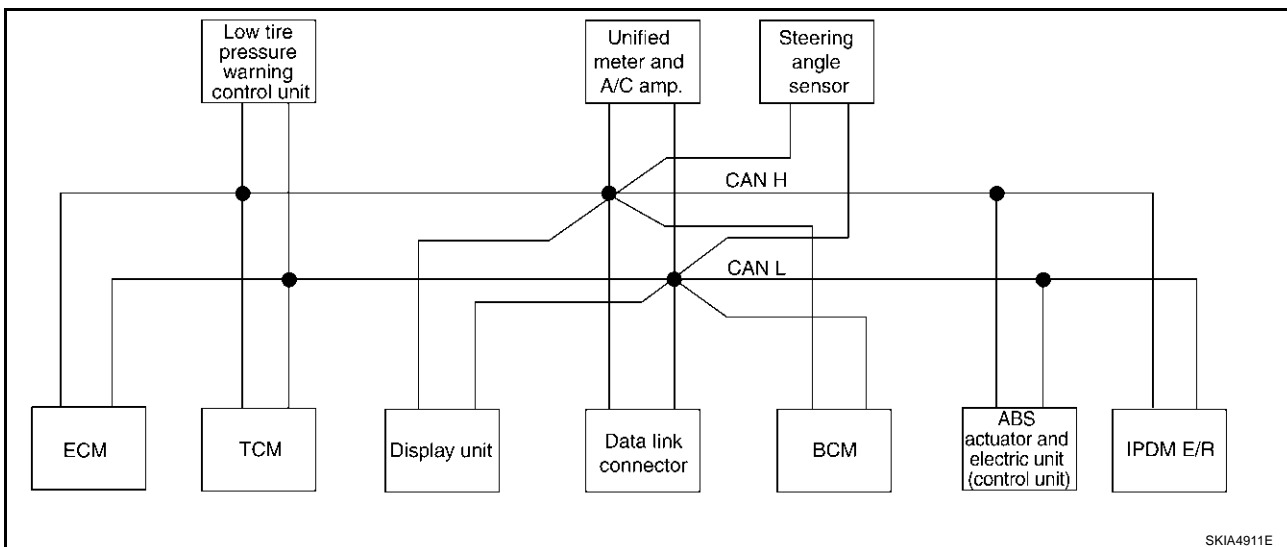 Low tire
pressure
warning
control unit
Unified
meter and
A/C amp.
Steering
angle
sensor
CAN H
CAN L
ECM
TCM
Display unit
Data link
connector
BCM
ABS
actuator and
electric unit
(control unit)
IPDM E/R
SKIA4911E